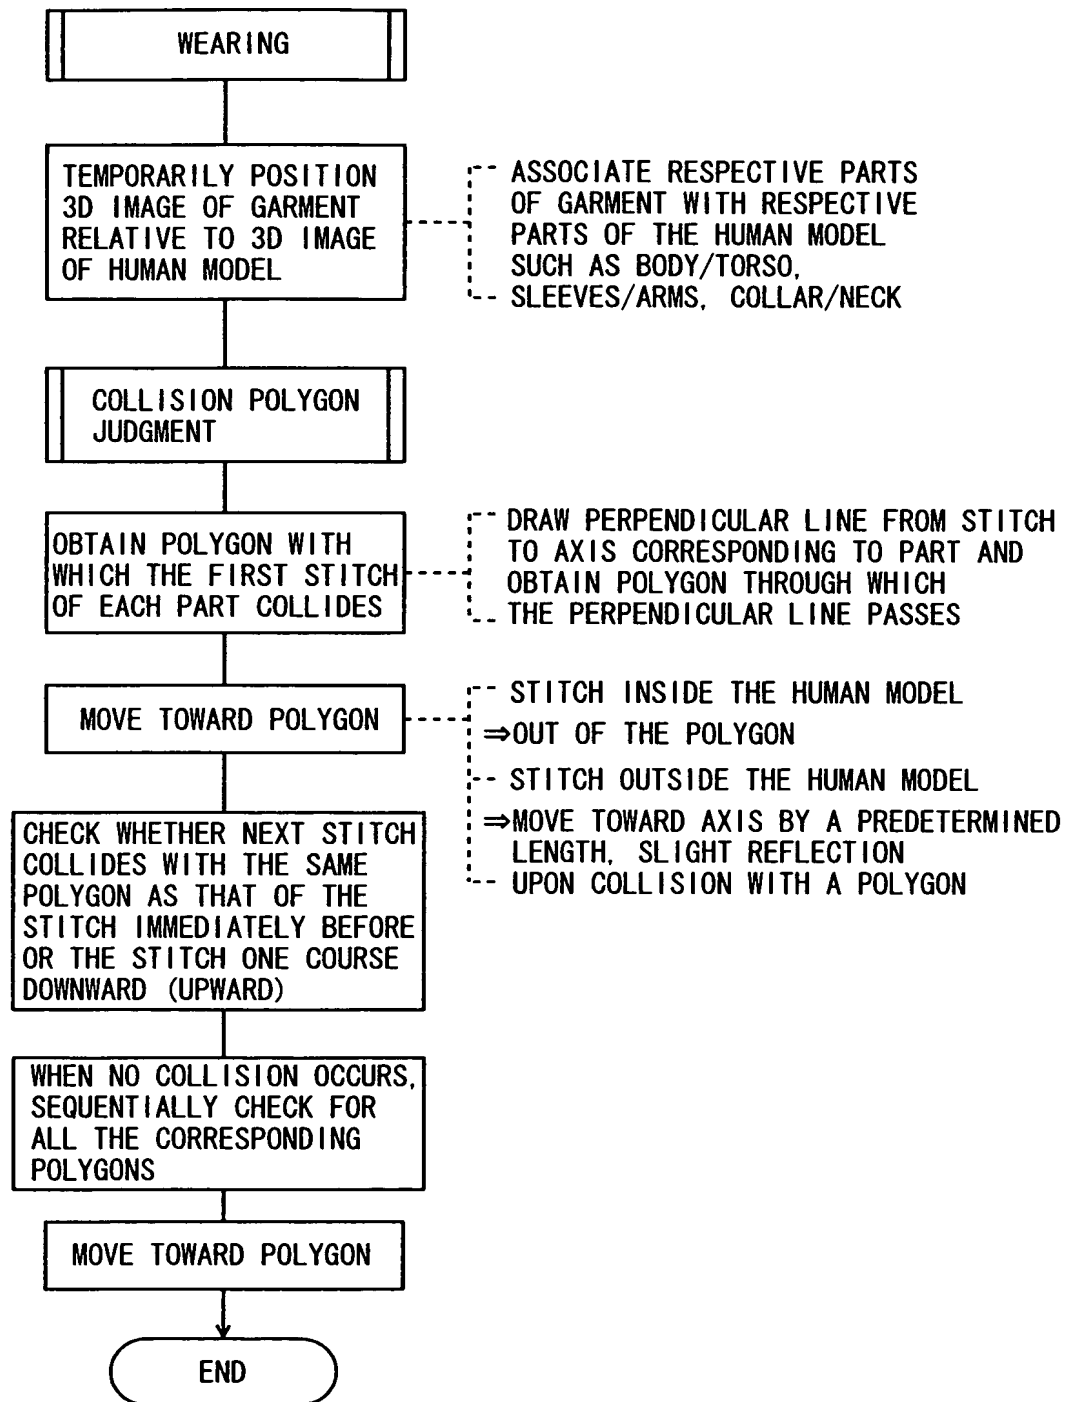 WEARING
TEMPORARILY POSITION
3D IMAGE OF GARMENT
RELATIVE TO 3D IMAGE
OF HUMAN MODEL
ASSOCIATE RESPECTIVE PARTS
OF GARMENT WITH RESPECTIVE
PARTS OF THE HUMAN MODEL
SUCH AS BODY/TORSO,
SLEEVES/ARMS, COLLAR/NECK
COLLISION POLYGON
JUDGMENT
OBTAIN POLYGON WITH
WHICH THE FIRST STITCH
OF EACH PART COLLIDES
DRAW PERPENDICULAR LINE FROM STITCH
TO AXIS CORRESPONDING TO PART AND
OBTAIN POLYGON THROUGH WHICH
THE PERPENDICULAR LINE PASSES
MOVE TOWARD POLYGON
STITCH INSIDE THE HUMAN MODEL
⇒OUT OF THE POLYGON
STITCH OUTSIDE THE HUMAN MODEL
⇒MOVE TOWARD AXIS BY A PREDETERMINED
LENGTH, SLIGHT REFLECTION
UPON COLLISION WITH A POLYGON
CHECK WHETHER NEXT STITCH
COLLIDES WITH THE SAME
POLYGON AS THAT OF THE
STITCH IMMEDIATELY BEFORE
OR THE STITCH ONE COURSE
DOWNWARD (UPWARD)
WHEN NO COLLISION OCCURS,
SEQUENTIALLY CHECK FOR
ALL THE CORRESPONDING
POLYGONS
MOVE TOWARD POLYGON
END